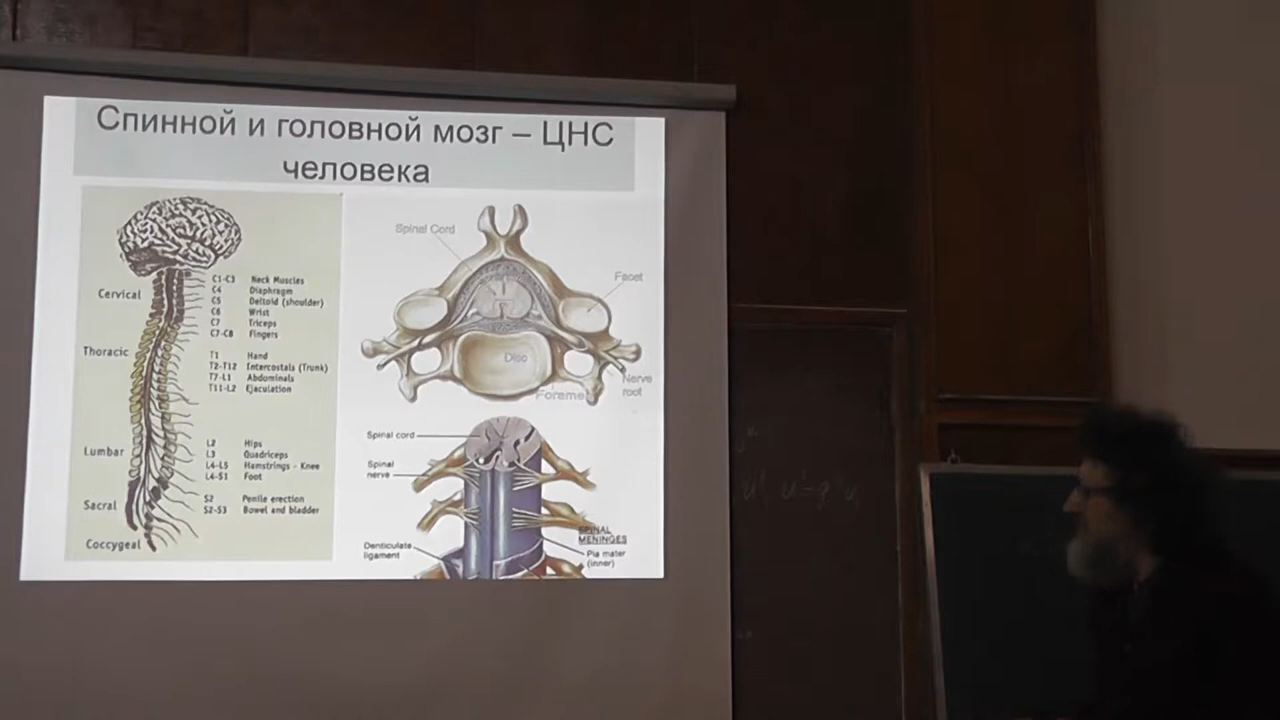 Спинной и головной мозг – ЦНС
человека
Cervical
C1-C3 Neck Muscles
C4 Diaphragm
C5 Deltoid (shoulder)
C6 Wrist
C7 Triceps
C7-C8 Fingers
Thoracic
T1 Hand
T2-T12 Intercostals (Trunk)
T7-L1 Abdominals
T11-L2 Ejaculation
Lumbar
L2 Hips
L3 Quadriceps
L4-L5 Hamstrings - Knee
L4-S1 Foot
Sacral
S2 Penile erection
S2-S3 Bowel and bladder
Coccygeal
Spinal Cord
Facet
Disc
Nerve
root
Foramen
Spinal cord
Spinal
nerve
Denticulate
ligament
SPINAL
MENINGES
Pia mater
(inner)